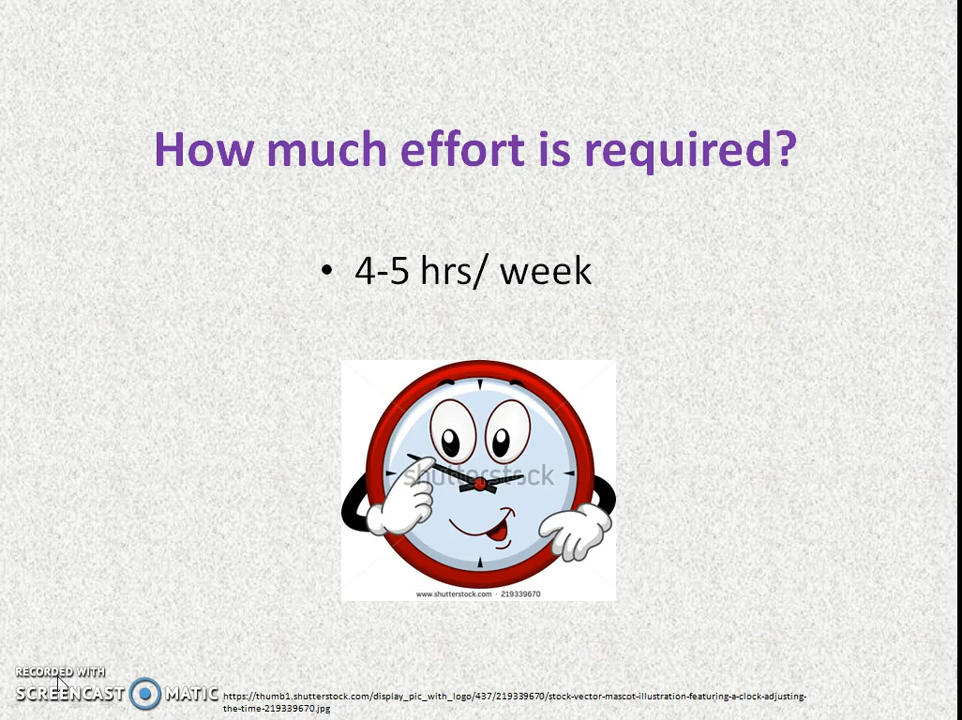 How much effort is required?
• 4-5 hrs/ week
shutterstock
www.shutterstock.com · 219339670
RECORDED WITH
SCREENCAST MATIC
https://thumb1.shutterstock.com/display_pic_with_logo/437/219339670/stock-vector-mascot-illustration-featuring-a-clock-adjusting-
the-time-219339670.jpg